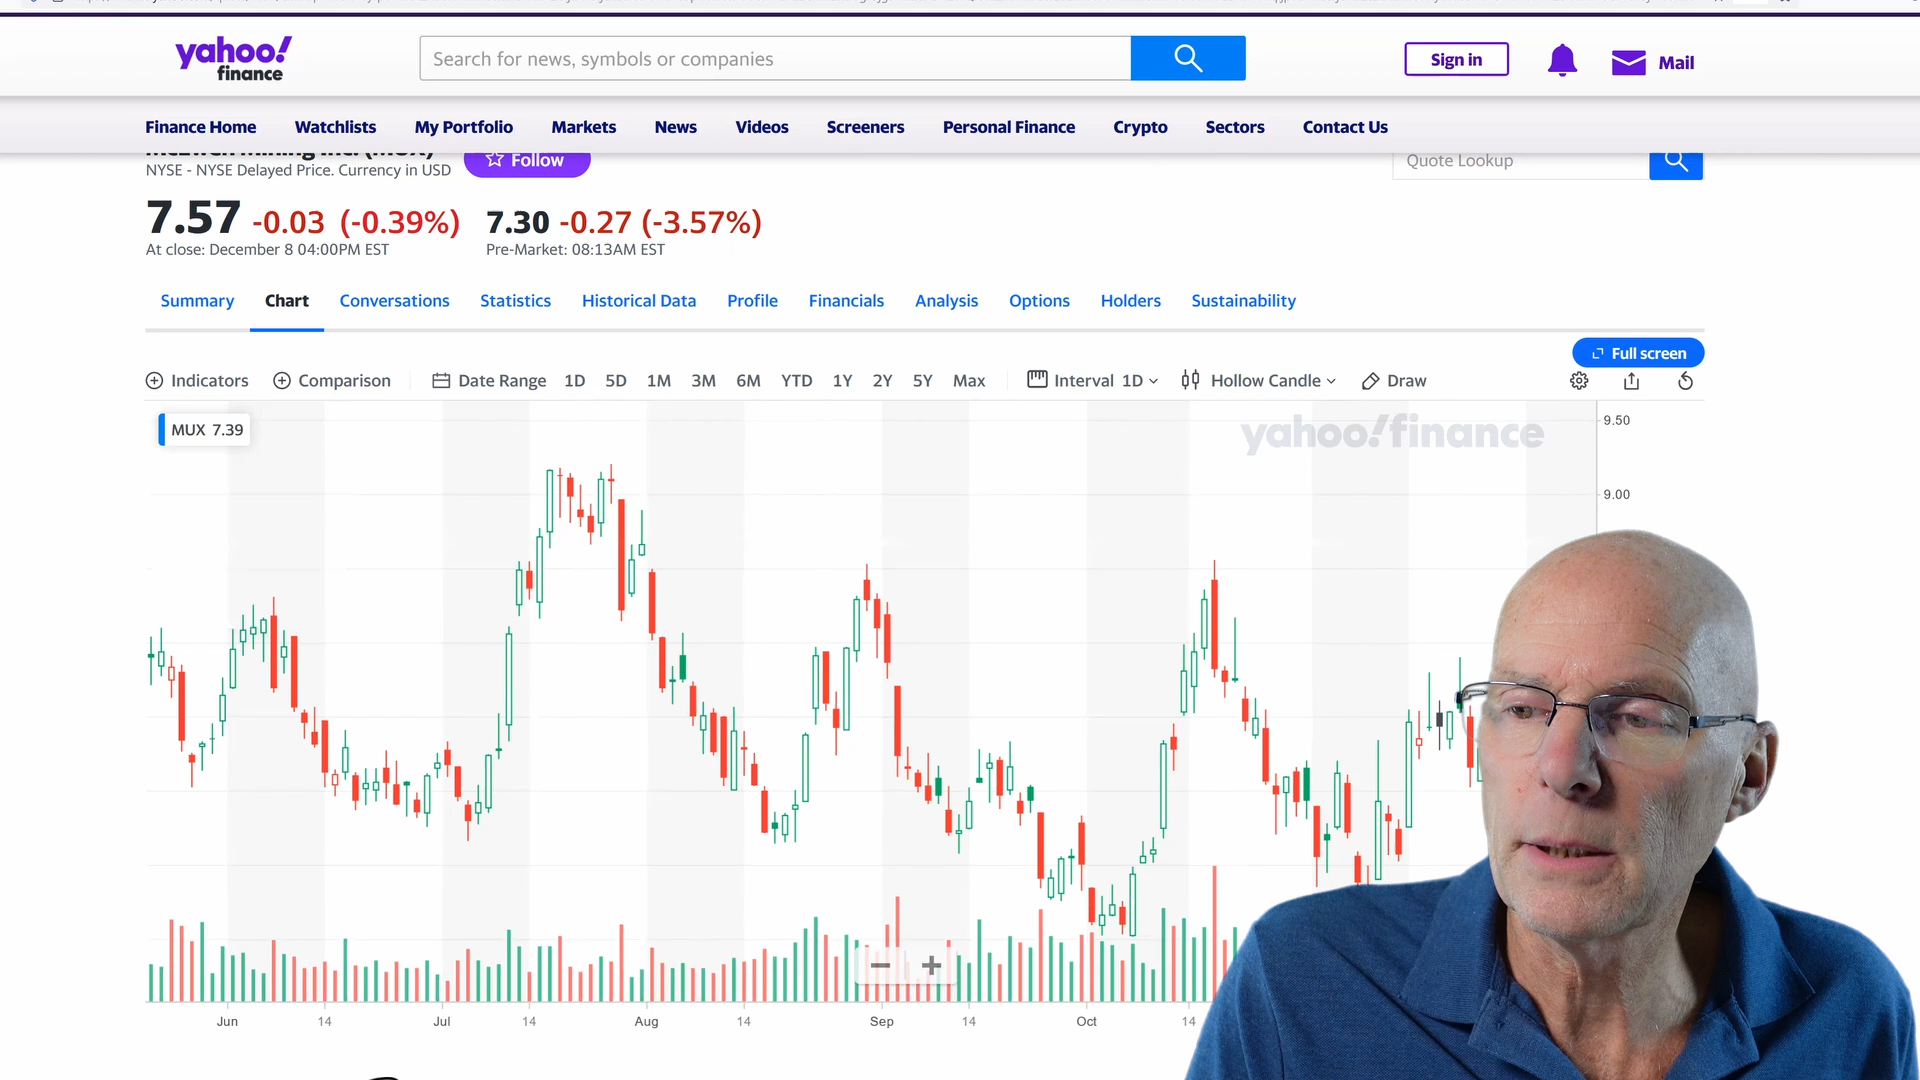 yahoo!
finance
Search for news, symbols or companies
Sign in
Mail
Finance Home Watchlists My Portfolio Markets News Videos Screeners Personal Finance Crypto Sectors Contact Us
McEwen Mining Inc. (MUX)
Follow
Quote Lookup
NYSE - NYSE Delayed Price. Currency in USD
7.57 -0.03 (-0.39%) 7.30 -0.27 (-3.57%)
At close: December 8 04:00PM EST Pre-Market: 08:13AM EST
Summary Chart Conversations Statistics Historical Data Profile Financials Analysis Options Holders Sustainability
Full screen
Indicators Comparison Date Range 1D 5D 1M 3M 6M YTD 1Y 2Y 5Y Max Interval 1D Hollow Candle Draw
MUX 7.39
yahoo!finance
9.50
9.00
Jun 14 Jul 14 Aug 14 Sep 14 Oct 14